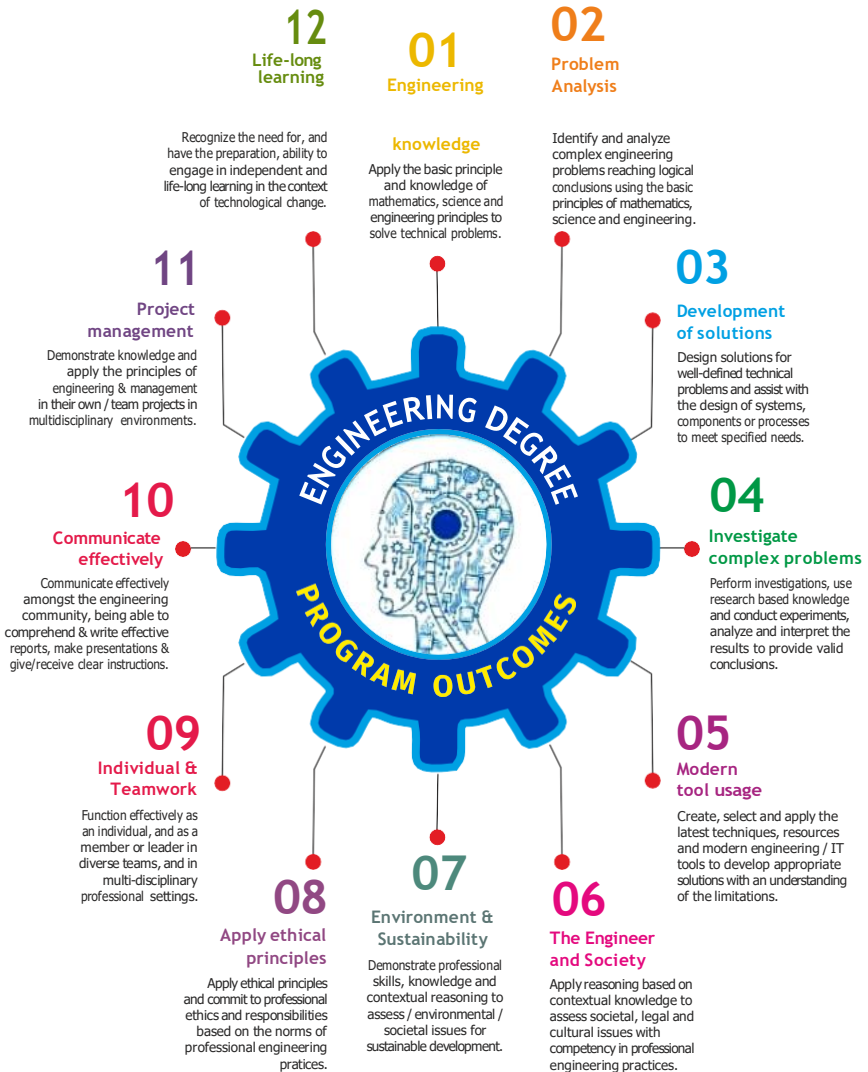 12
Life-long
learning
Recognize the need for, and
have the preparation, ability to
engage in independent and
life-long learning in the context
of technological change.
01
Engineering
knowledge
Apply the basic principle
and knowledge of
mathematics, science and
engineering principles to
solve technical problems.
02
Problem
Analysis
Identify and analyze
complex engineering
problems reaching logical
conclusions using the basic
principles of mathematics,
science and engineering.
11
Project
management
Demonstrate knowledge and
apply the principles of
engineering & management
in their own / team projects in
multidisciplinary environments.
03
Development
of solutions
Design solutions for
well-defined technical
problems and assist with
the design of systems,
components or processes
to meet specified needs.
ENGINEERING DEGREE
PROGRAM OUTCOMES
10
Communicate
effectively
Communicate effectively
amongst the engineering
community, being able to
comprehend & write effective
reports, make presentations &
give/receive clear instructions.
04
Investigate
complex problems
Perform investigations, use
research based knowledge
and conduct experiments,
analyze and interpret the
results to provide valid
conclusions.
09
Individual &
Teamwork
Function effectively as
an individual, and as a
member or leader in
diverse teams, and in
multi-disciplinary
professional settings.
05
Modern
tool usage
Create, select and apply the
latest techniques, resources
and modern engineering / IT
tools to develop appropriate
solutions with an understanding
of the limitations.
08
Apply ethical
principles
Apply ethical principles
and commit to professional
ethics and responsibilities
based on the norms of
professional engineering
pratices.
07
Environment &
Sustainability
Demonstrate professional
skills, knowledge and
contextual reasoning to
assess / environmental /
societal issues for
sustainable development.
06
The Engineer
and Society
Apply reasoning based on
contextual knowledge to
assess societal, legal and
cultural issues with
competency in professional
engineering practices.